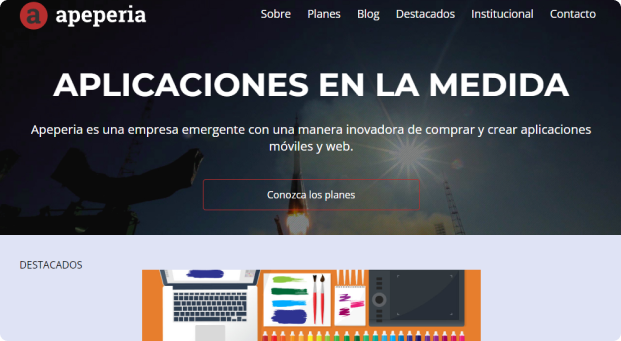 a apeperia
Sobre Planes Blog Destacados Institucional Contacto
APLICACIONES EN LA MEDIDA
Apeperia es una empresa emergente con una manera inovadora de comprar y crear aplicaciones
móviles y web.
Conozca los planes
DESTACADOS